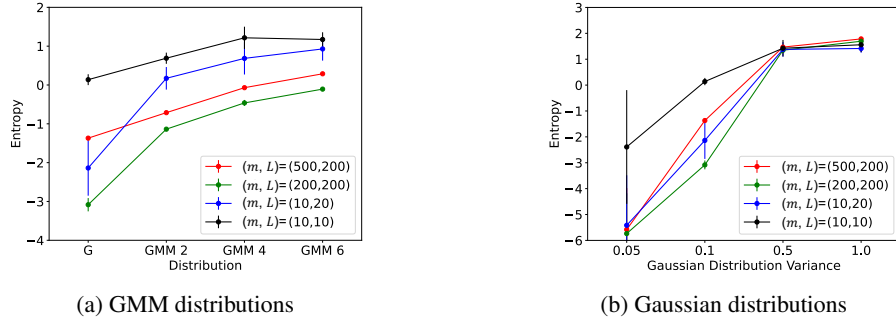 2
1
0
−1
−2
−3
−4
Entropy
G
GMM 2
GMM 4
GMM 6
Distribution
(m, L)=(500,200)
(m, L)=(200,200)
(m, L)=(10,20)
(m, L)=(10,10)
(a) GMM distributions
3
2
1
0
−1
−2
−3
−4
−5
−6
Entropy
0.05
0.1
0.5
1.0
Gaussian Distribution Variance
(m, L)=(500,200)
(m, L)=(200,200)
(m, L)=(10,20)
(m, L)=(10,10)
(b) Gaussian distributions